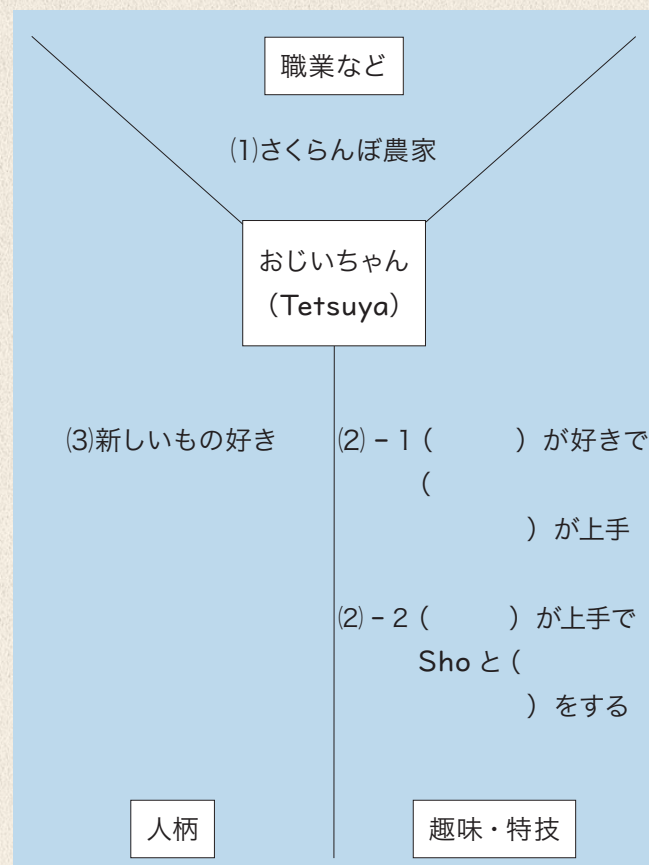 職業など
⑴さくらんぼ農家
おじいちゃん
（Tetsuya）
⑶新しいもの好き
⑵－1（　　　）が好きで
（
）が上手
⑵－2（　　　）が上手で
Sho と（
）をする
人柄
趣味・特技